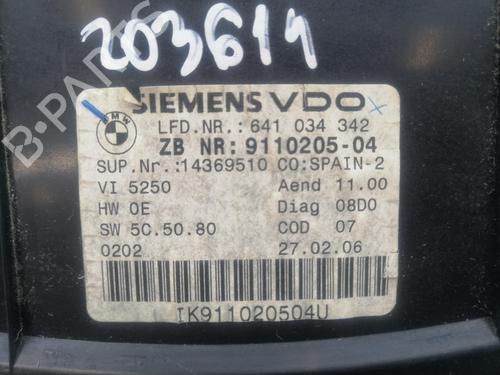 203614
B-PARTS
SIEMENS VDO
BMW
LFD.NR.: 641 034 342
ZB NR: 9110205-04
SUP.Nr.:14369510 CO:SPAIN-2
VI 5250 Aend 11.00
HW 0E Diag 08D0
SW 5C.50.80 COD 07
0202 27.02.06
IK911020504U